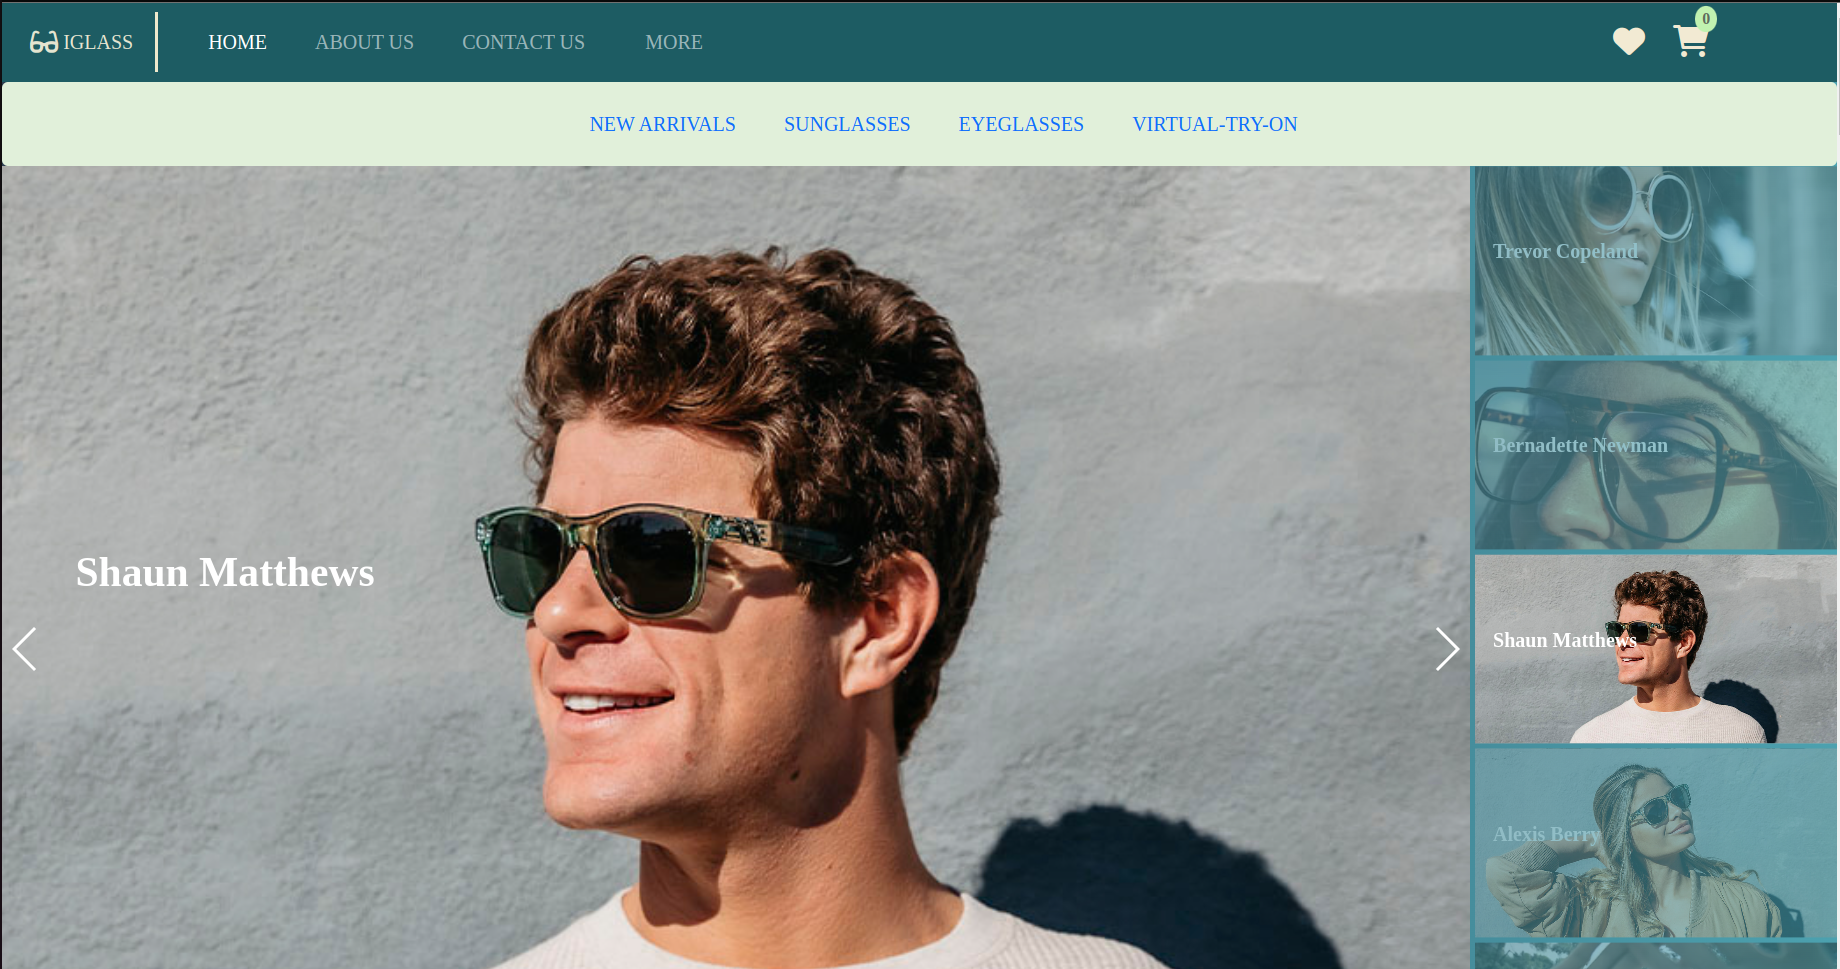 IGLASS
HOME
ABOUT US
CONTACT US
MORE
0
NEW ARRIVALS
SUNGLASSES
EYEGLASSES
VIRTUAL-TRY-ON
Trevor Copeland
Bernadette Newman
Shaun Matthews
Shaun Matthews
Alexis Berry